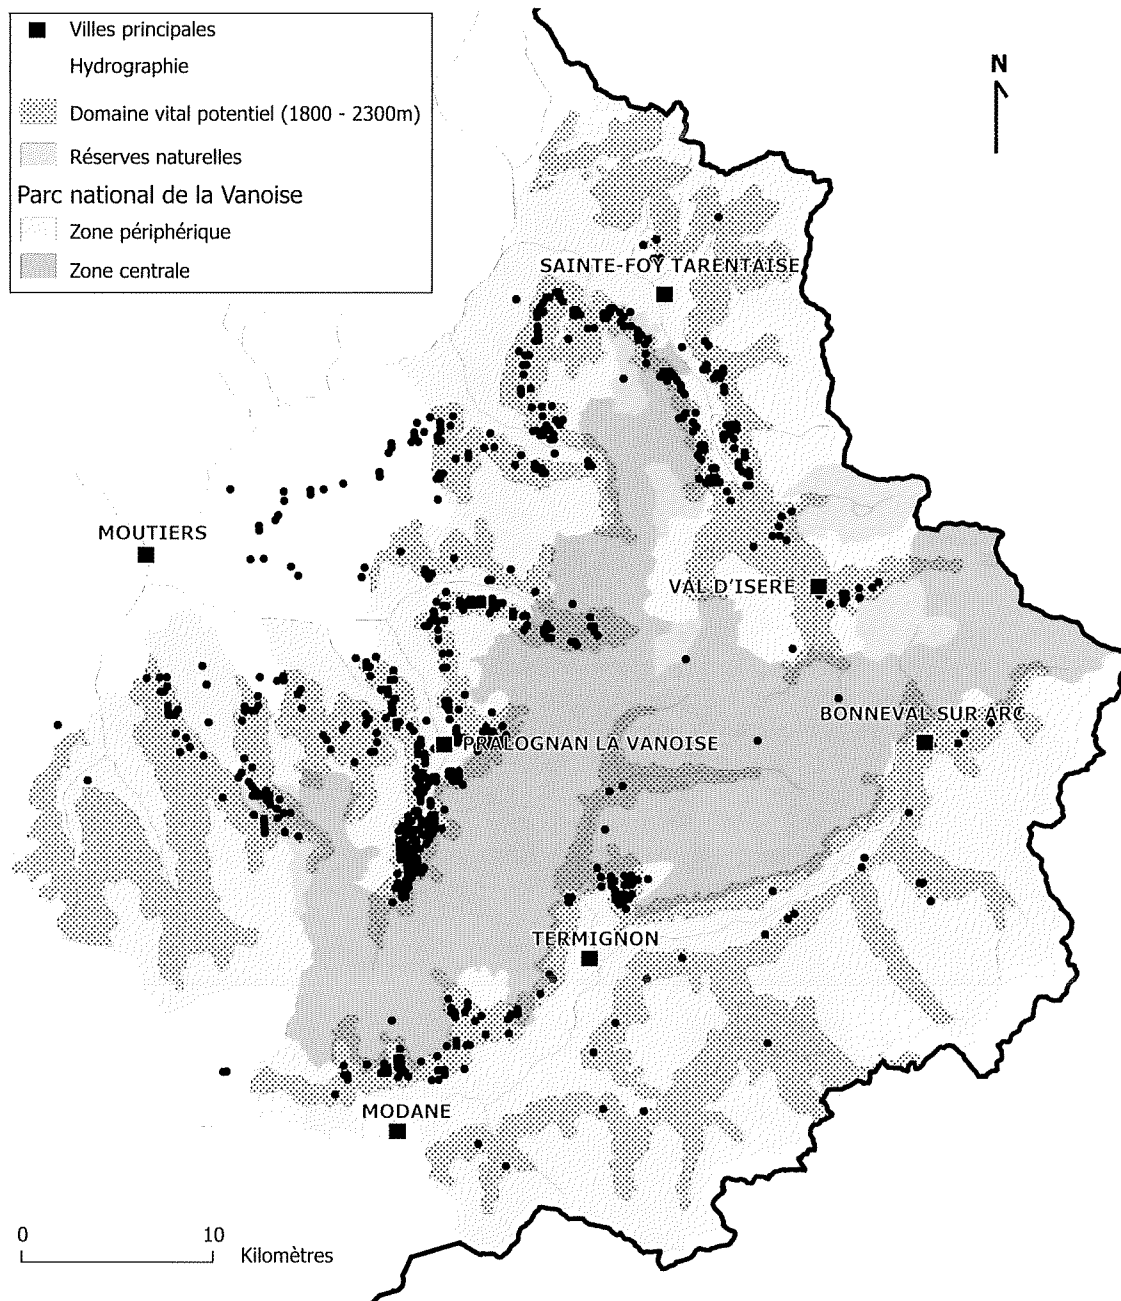 Villes principales
Hydrographie
Domaine vital potentiel (1800 - 2300m)
Réserves naturelles
Parc national de la Vanoise
Zone périphérique
Zone centrale
N
SAINTE-FOY TARENTAISE
MOUTIERS
VAL D'ISERE
BONNEVAL SUR ARC
PRALOGNAN LA VANOISE
TERMIGNON
MODANE
0 10
Kilomètres